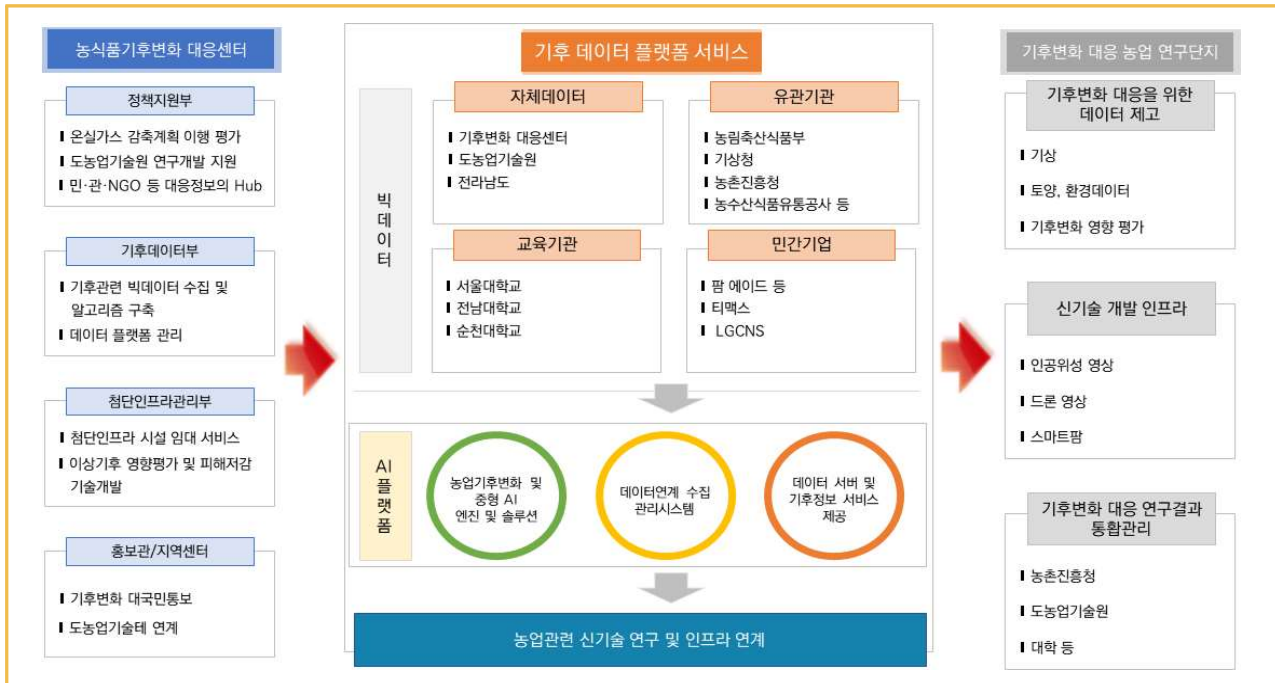 농식품기후변화 대응센터
정책지원부
온실가스 감축계획 이행 평가
도농업기술원 연구개발 지원
민·관·NGO 등 대응정보의 Hub
기후데이터부
기후관련 빅데이터 수집 및
알고리즘 구축
데이터 플랫폼 관리
첨단인프라관리부
첨단인프라 시설 임대 서비스
이상기후 영향평가 및 피해저감
기술개발
홍보관/지역센터
기후변화 대국민통보
도농업기술테 연계
기후 데이터 플랫폼 서비스
빅데이터
자체데이터
기후변화 대응센터
도농업기술원
전라남도
유관기관
농림축산식품부
기상청
농촌진흥청
농수산식품유통공사 등
교육기관
서울대학교
전남대학교
순천대학교
민간기업
팜 에이드 등
티맥스
LGCNS
AI플랫폼
농업기후변화 및
중형 AI
엔진 및 솔루션
데이터연계 수집
관리시스템
데이터 서버 및
기후정보 서비스
제공
농업관련 신기술 연구 및 인프라 연계
기후변화 대응 농업 연구단지
기후변화 대응을 위한
데이터 제고
기상
토양, 환경데이터
기후변화 영향 평가
신기술 개발 인프라
인공위성 영상
드론 영상
스마트팜
기후변화 대응 연구결과
통합관리
농촌진흥청
도농업기술원
대학 등